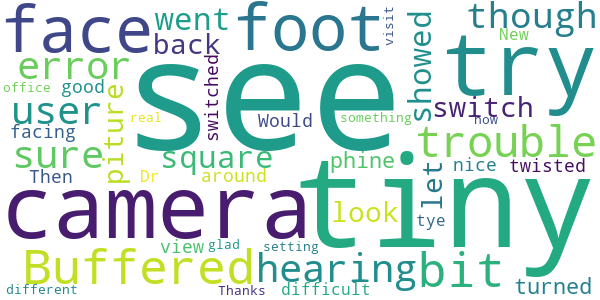 face went foot visit though
back New
error see try
office good switched showed
user piture real Would something switch now
facing trouble
sure square phine
Then Dr around let nice twisted
camera tiny look tye
view glad
Buffered setting hearing bit
different Thanks difficult turned